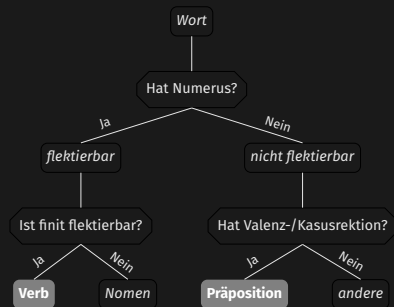 Wort
Hat Numerus?
Ja
Nein
flektierbar
nicht flektierbar
Ist finit flektierbar?
Hat Valenz-/Kasusrektion?
Ja
Nein
Ja
Nein
Verb
Nomen
Präposition
andere